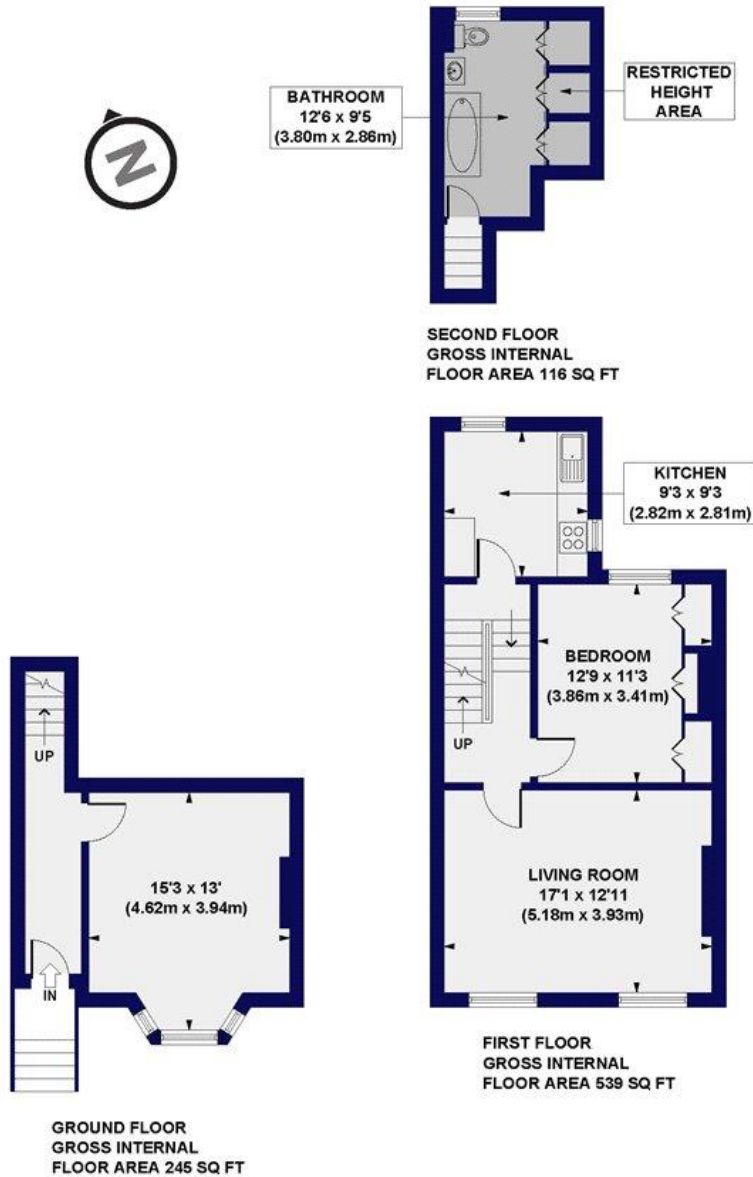 BATHROOM
12'6 x 9'5
(3.80m x 2.86m)
RESTRICTED
HEIGHT
AREA
N
SECOND FLOOR
GROSS INTERNAL
FLOOR AREA 116 SQ FT
KITCHEN
9'3 x 9'3
(2.82m x 2.81m)
BEDROOM
12'9 x 11'3
(3.86m x 3.41m)
UP
LIVING ROOM
17'1 x 12'11
(5.18m x 3.93m)
FIRST FLOOR
GROSS INTERNAL
FLOOR AREA 539 SQ FT
UP
15'3 x 13'
(4.62m x 3.94m)
IN
GROUND FLOOR
GROSS INTERNAL
FLOOR AREA 245 SQ FT